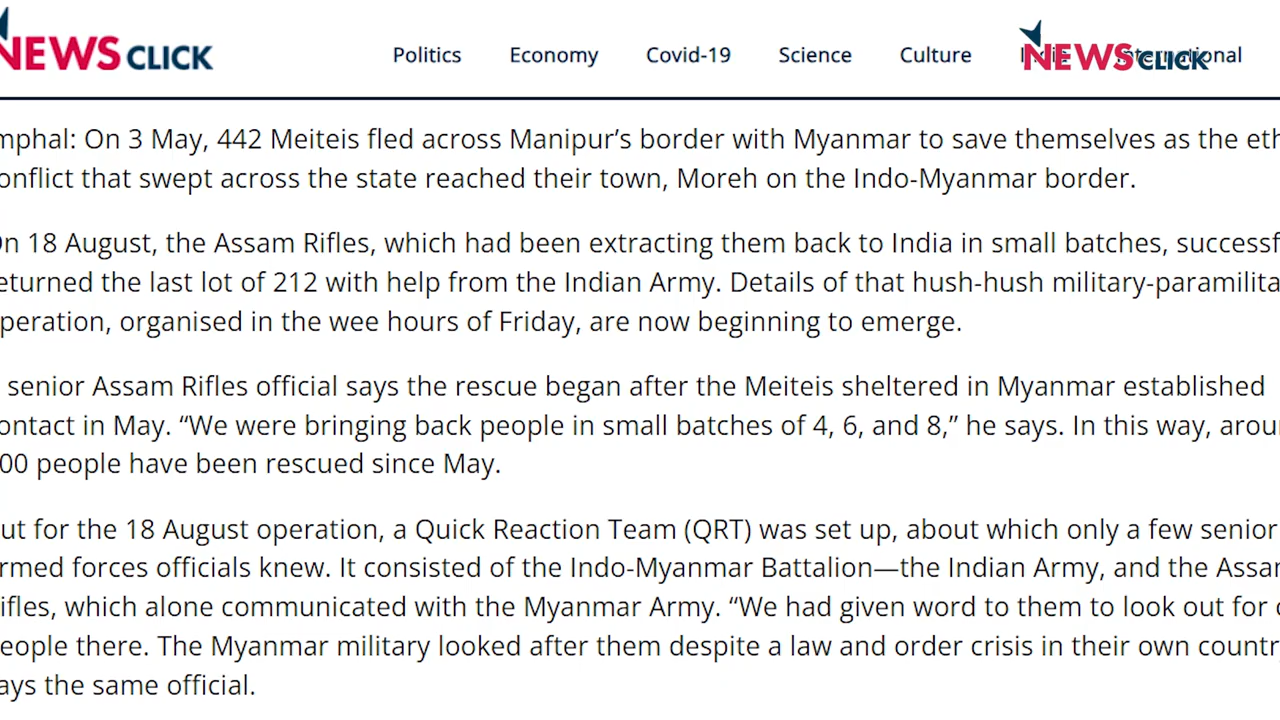 NEWS CLICK
Politics Economy Covid-19 Science Culture
NEWS CLICK
mphal: On 3 May, 442 Meiteis fled across Manipur’s border with Myanmar to save themselves as the eth
onflict that swept across the state reached their town, Moreh on the Indo-Myanmar border.
On 18 August, the Assam Rifles, which had been extracting them back to India in small batches, successf
eturned the last lot of 212 with help from the Indian Army. Details of that hush-hush military-paramilita
peration, organised in the wee hours of Friday, are now beginning to emerge.
senior Assam Rifles official says the rescue began after the Meiteis sheltered in Myanmar established
ontact in May. “We were bringing back people in small batches of 4, 6, and 8,” he says. In this way, arou
00 people have been rescued since May.
ut for the 18 August operation, a Quick Reaction Team (QRT) was set up, about which only a few senior
rmed forces officials knew. It consisted of the Indo-Myanmar Battalion—the Indian Army, and the Assa
ifles, which alone communicated with the Myanmar Army. “We had given word to them to look out for
eople there. The Myanmar military looked after them despite a law and order crisis in their own country
ays the same official.